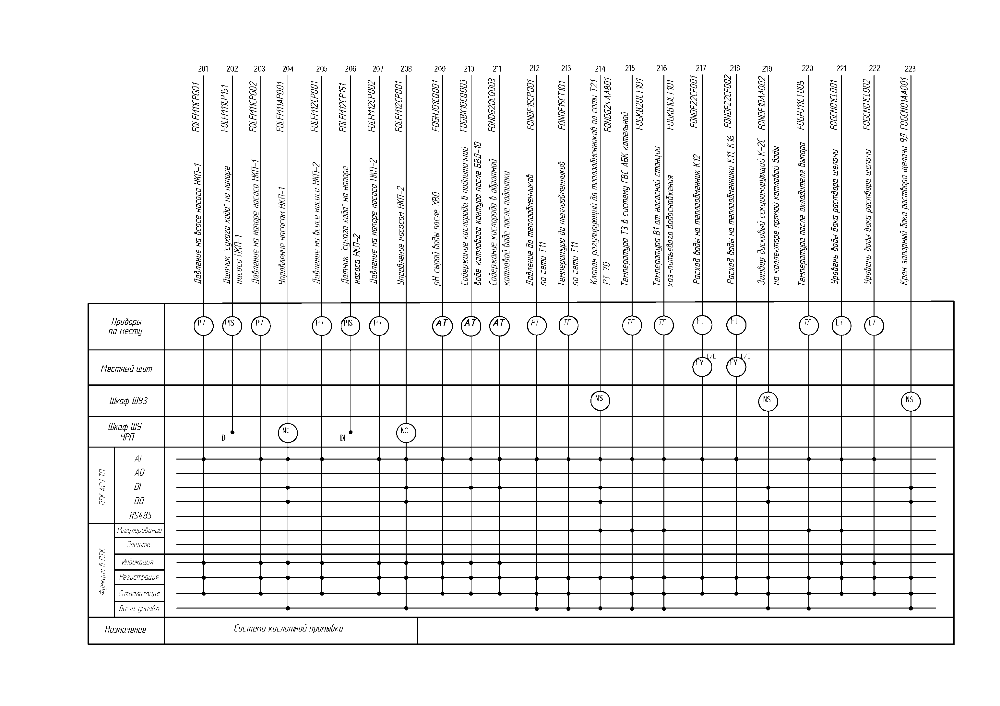 201 202 203 204 205 206 207 208 209 210 211 212 213 214 215 216 217 218 219 220 221 222 223
F0LFM11CP001
Давление на всасе насоса НКП-1
F0LFM11CP151
Датчик "сухого хода" на напоре
насоса НКП-1
F0LFM11CP002
Давление на напоре насоса НКП-1
F0LFM11AP001
Управление насосом НКП-1
F0LFM12CP001
Давление на всасе насоса НКП-2
F0LFM12CP151
Датчик "сухого хода" на напоре
насоса НКП-2
F0LFM12CP002
Давление на напоре насоса НКП-2
F0LFM12CP001
Управление насосом НКП-2
F0GHJ01CQ001
pH сырой воды после ХВО
F0GBK10CQ003
Содержание кислорода в подпиточной
воде котлового контура после БВД-10
F0NDG20CQ003
Содержание кислорода в обратной
котловой воде после подпитки
F0NDF15CP001
Давление до теплообменников
по сети Т11
F0NDF15CT101
Температура до теплообменников
по сети Т11
Клапан регулирующий до теплообменников по сети Т21
F0NDG24AA801
РТ-70
Температура Т3 в систему ГВС АБК котельной
F0GKB20CT101
Температура В1 от насосной станции
F0GKB10CT101
хоз-питьевого водоснабжения
F0NDF22CF001
Расход воды на теплообменник К12
F0NDF22CF002
Расход воды на теплообменники К11, К16
Затвор дисковый секционирующий К-2С F0NDF10AA002
на коллекторе прямой котловой воды
F0GHJ11CT005
Температура после охладителя выпара
F0GCN01CL001
Уровень воды бака раствора щелочи
F0GCN01CL002
Уровень воды бака раствора щелочи
Кран запорный бака раствора щелочи 9Д F0GCN01AA001
Приборы
по месту
PT PIS PT PT PIS PT AT AT AT PT TE TE TE FT FT TE LT LT
Местный щит
E/E E/E
Шкаф ШУЗ
NS NS NS
Шкаф ШУ
ЧРП
DI NC DI NC
ПТК АСУ ТП
AI
AO
DI
DO
RS485
Функции в ПТК
Регулирование
Защита
Индикация
Регистрация
Сигнализация
Дист. управл.
Назначение
Система кислотной промывки